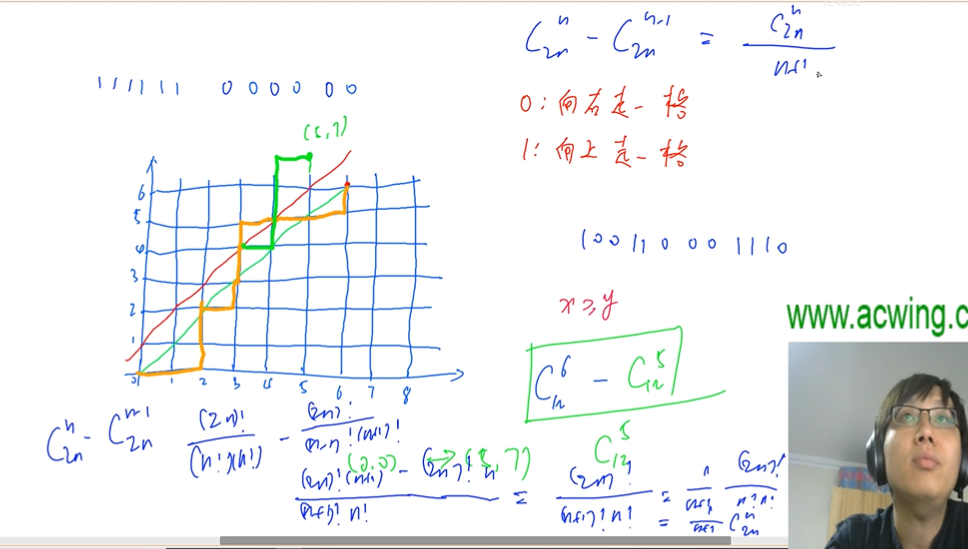 C_{2n}^{n} - C_{2n}^{n-1} = \frac{C_{2n}^{n}}{n+1}
111111 000000
0: 向右走一格
1: 向上走一格
(5,7)
6
5
4
3
2
1
0 1 2 3 4 5 6 7 8
100110001110
x≥y
www.acwing.c
C_{12}^{6} - C_{12}^{5}
C_{12}^{5}
C_{2n}^{n} - C_{2n}^{n-1} \frac{(2n)!}{(n!)(n!)} - \frac{(2n)!}{(n-1)!(n+1)!}
(0,0) → (5,7)
\frac{(2n)!(n+1) - (2n)! n}{(n+1)! n!} = \frac{(2n)!}{(n+1)! n!} = \frac{1}{n+1} \frac{(2n)!}{n! n!}
= \frac{1}{n+1} C_{2n}^{n}